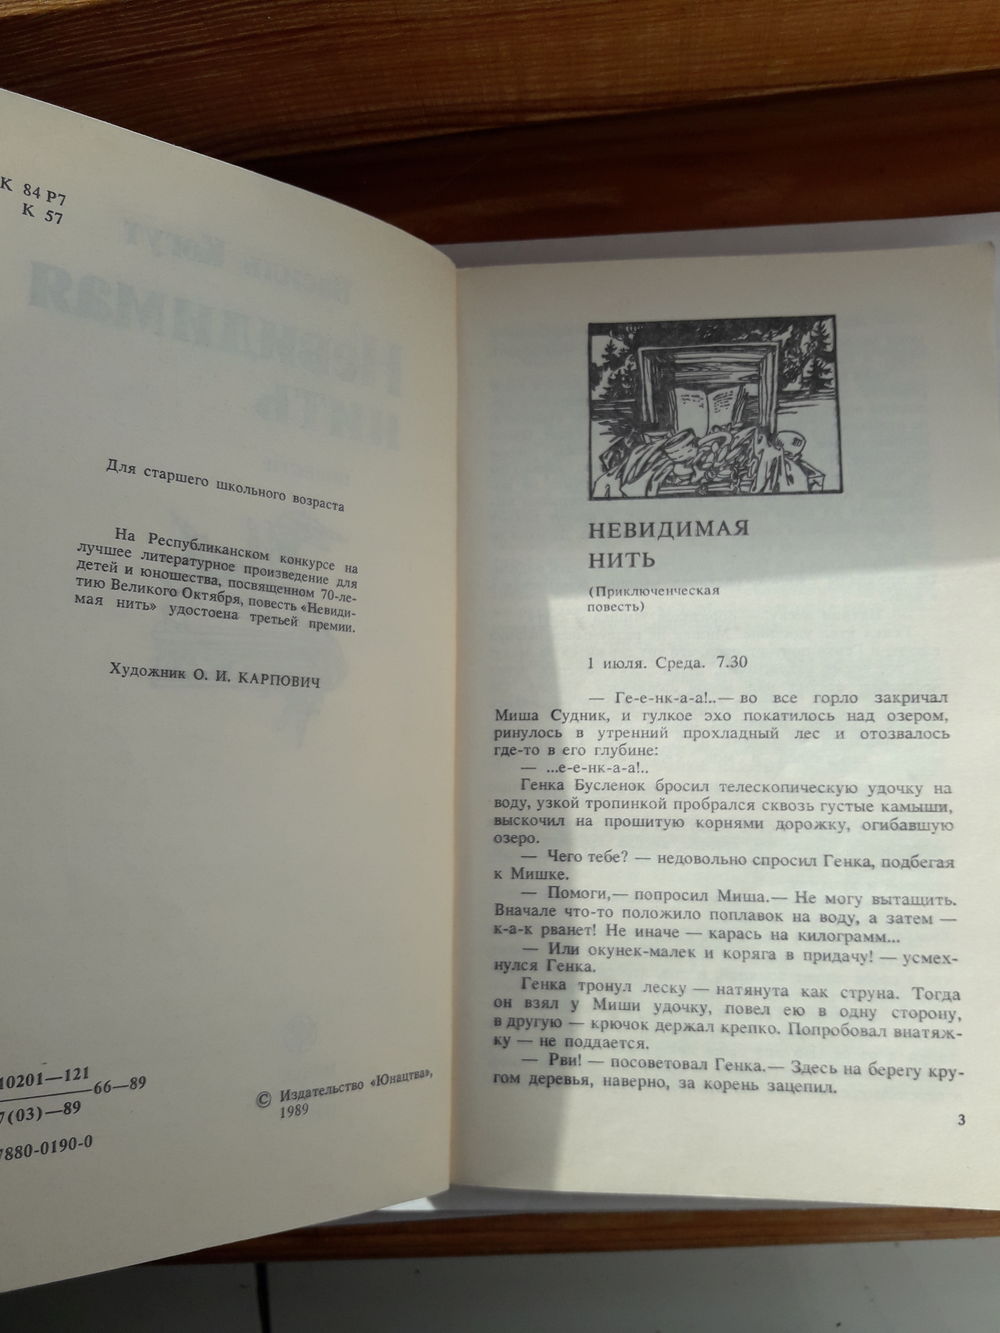 К 84 Р7
К 57
Для старшего школьного возраста
На Республиканском конкурсе на
лучшее литературное произведение для
детей и юношества, посвященном 70-ле-
тию Великого Октября, повесть «Невиди-
мая нить» удостоена третьей премии.
Художник О. И. КАРПОВИЧ
10201—121
66—89
7(03)—89
7880-0190-0
© Издательство «Юнацтва»,
1989
НЕВИДИМАЯ
НИТЬ
(Приключенческая
повесть)
1 июля. Среда. 7.30
— Ге-е-нк-а-а!..— во все горло закричал
Миша Судник, и гулкое эхо покатилось над озером,
ринулось в утренний прохладный лес и отозвалось
где-то в его глубине:
— ...е-е-нк-а-а!..
Генка Бусленок бросил телескопическую удочку на
воду, узкой тропинкой пробрался сквозь густые камыши,
выскочил на прошитую корнями дорожку, огибавшую
озеро.
— Чего тебе? — недовольно спросил Генка, подбегая
к Мишке.
— Помоги,— попросил Миша.— Не могу вытащить.
Вначале что-то положило поплавок на воду, а затем —
к-а-к рванет! Не иначе — карась на килограмм...
— Или окунек-малек и коряга в придачу! — усмех-
нулся Генка.
Генка тронул леску — натянута как струна. Тогда
он взял у Миши удочку, повел ею в одну сторону,
в другую — крючок держал крепко. Попробовал внатяж-
ку — не поддается.
— Рви! — посоветовал Генка.— Здесь на берегу кру-
гом деревья, наверно, за корень зацепил.
3